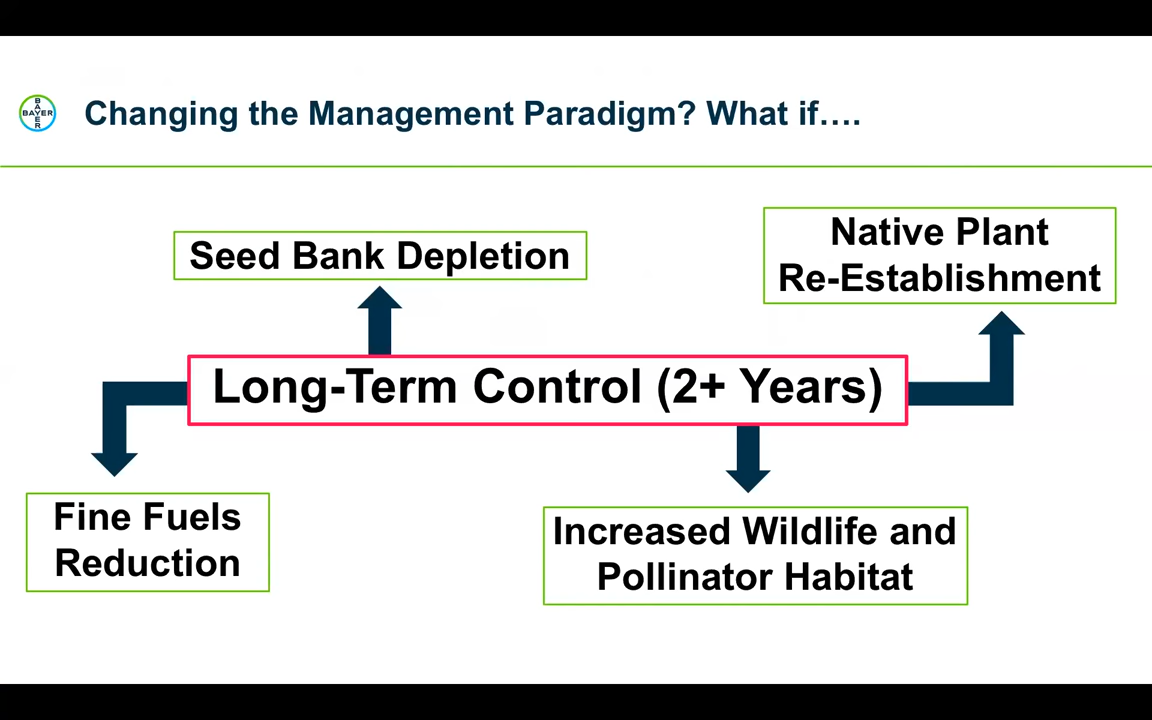 BAYER
BAYER
Changing the Management Paradigm? What if….
Native Plant
Re-Establishment
Seed Bank Depletion
Long-Term Control (2+ Years)
Fine Fuels
Reduction
Increased Wildlife and
Pollinator Habitat